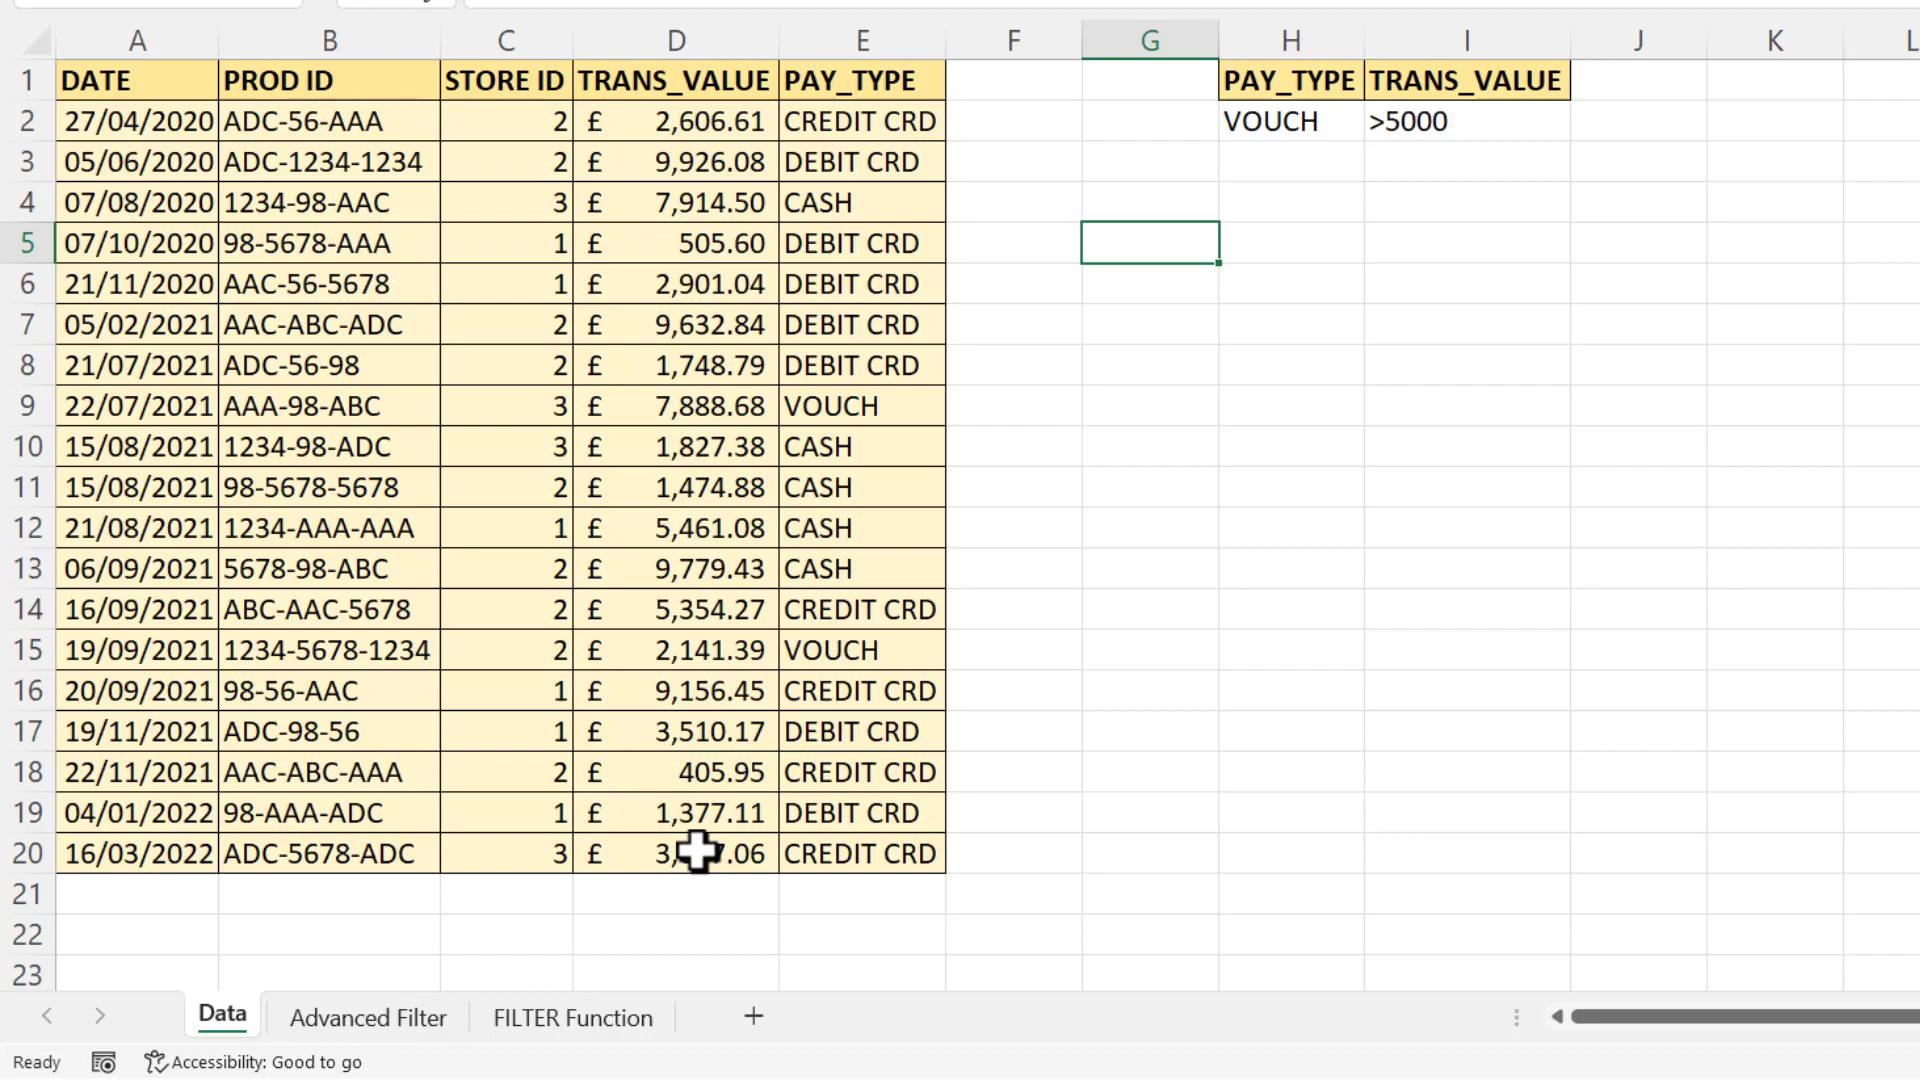 A B C D E F G H I J K L
1 DATE PROD ID STORE ID TRANS_VALUE PAY_TYPE PAY_TYPE TRANS_VALUE
2 27/04/2020 ADC-56-AAA 2 £ 2,606.61 CREDIT CRD VOUCH >5000
3 05/06/2020 ADC-1234-1234 2 £ 9,926.08 DEBIT CRD
4 07/08/2020 1234-98-AAC 3 £ 7,914.50 CASH
5 07/10/2020 98-5678-AAA 1 £ 505.60 DEBIT CRD
6 21/11/2020 AAC-56-5678 1 £ 2,901.04 DEBIT CRD
7 05/02/2021 AAC-ABC-ADC 2 £ 9,632.84 DEBIT CRD
8 21/07/2021 ADC-56-98 2 £ 1,748.79 DEBIT CRD
9 22/07/2021 AAA-98-ABC 3 £ 7,888.68 VOUCH
10 15/08/2021 1234-98-ADC 3 £ 1,827.38 CASH
11 15/08/2021 98-5678-5678 2 £ 1,474.88 CASH
12 21/08/2021 1234-AAA-AAA 1 £ 5,461.08 CASH
13 06/09/2021 5678-98-ABC 2 £ 9,779.43 CASH
14 16/09/2021 ABC-AAC-5678 2 £ 5,354.27 CREDIT CRD
15 19/09/2021 1234-5678-1234 2 £ 2,141.39 VOUCH
16 20/09/2021 98-56-AAC 1 £ 9,156.45 CREDIT CRD
17 19/11/2021 ADC-98-56 1 £ 3,510.17 DEBIT CRD
18 22/11/2021 AAC-ABC-AAA 2 £ 405.95 CREDIT CRD
19 04/01/2022 98-AAA-ADC 1 £ 1,377.11 DEBIT CRD
20 16/03/2022 ADC-5678-ADC 3 £ CREDIT CRD
21
22
23
Data Advanced Filter FILTER Function
Ready Accessibility: Good to go